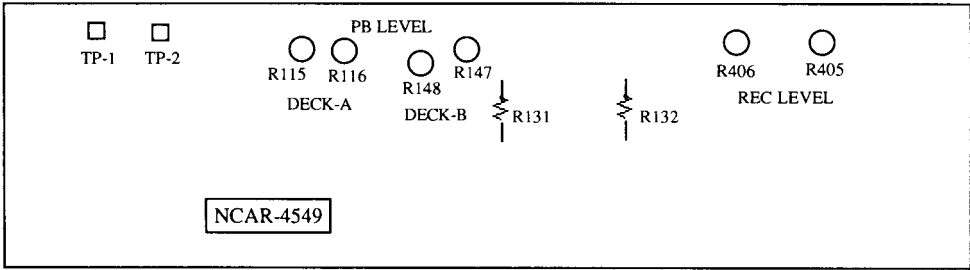 PB LEVEL
TP-1 TP-2
R115 R116 R148 R147
DECK-A DECK-B
R131 R132
R406 R405
REC LEVEL
NCAR-4549